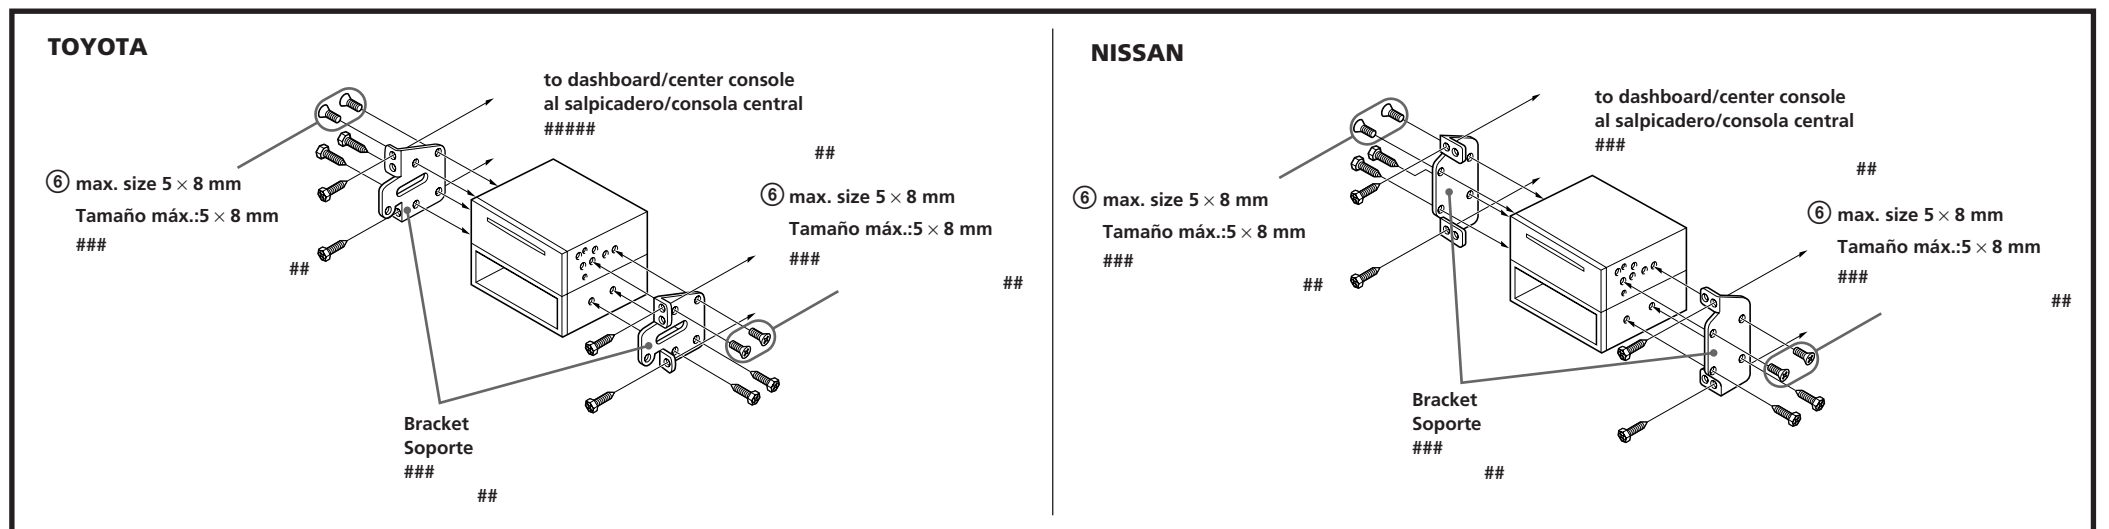 TOYOTA
to dashboard/center console
al salpicadero/consola central
#####
##
⑥ max. size 5 × 8 mm
Tamaño máx.:5 × 8 mm
###
##
⑥ max. size 5 × 8 mm
Tamaño máx.:5 × 8 mm
###
##
Bracket
Soporte
###
##
NISSAN
to dashboard/center console
al salpicadero/consola central
###
##
⑥ max. size 5 × 8 mm
Tamaño máx.:5 × 8 mm
###
##
⑥ max. size 5 × 8 mm
Tamaño máx.:5 × 8 mm
###
##
Bracket
Soporte
###
##